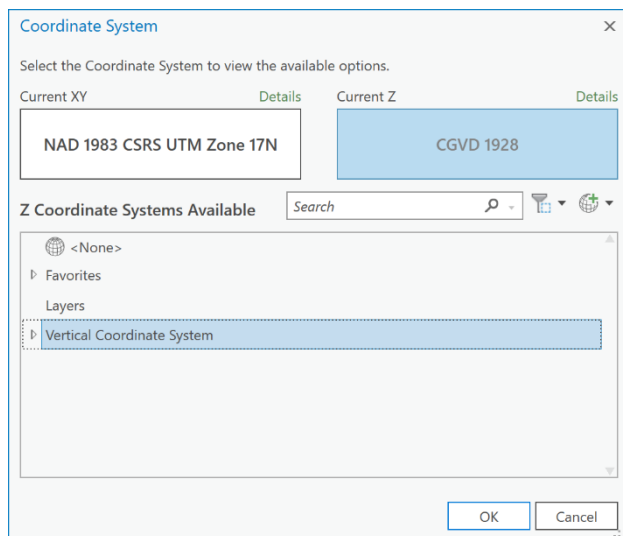 Coordinate System
Select the Coordinate System to view the available options.
Current XY Details Current Z Details
NAD 1983 CSRS UTM Zone 17N CGVD 1928
Z Coordinate Systems Available Search
<None>
Favorites
Layers
Vertical Coordinate System
OK Cancel